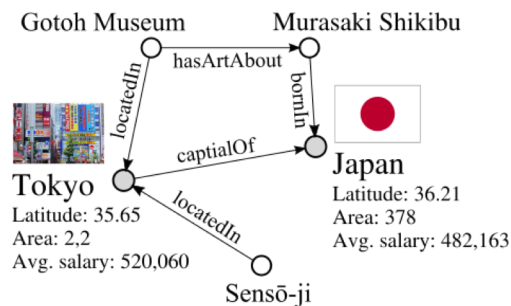 Gotoh Museum
Murasaki Shikibu
hasArtAbout
locatedIn
bornIn
captialOf
Tokyo
Latitude: 35.65
Area: 2,2
Avg. salary: 520,060
Japan
Latitude: 36.21
Area: 378
Avg. salary: 482,163
locatedIn
Sensō-ji